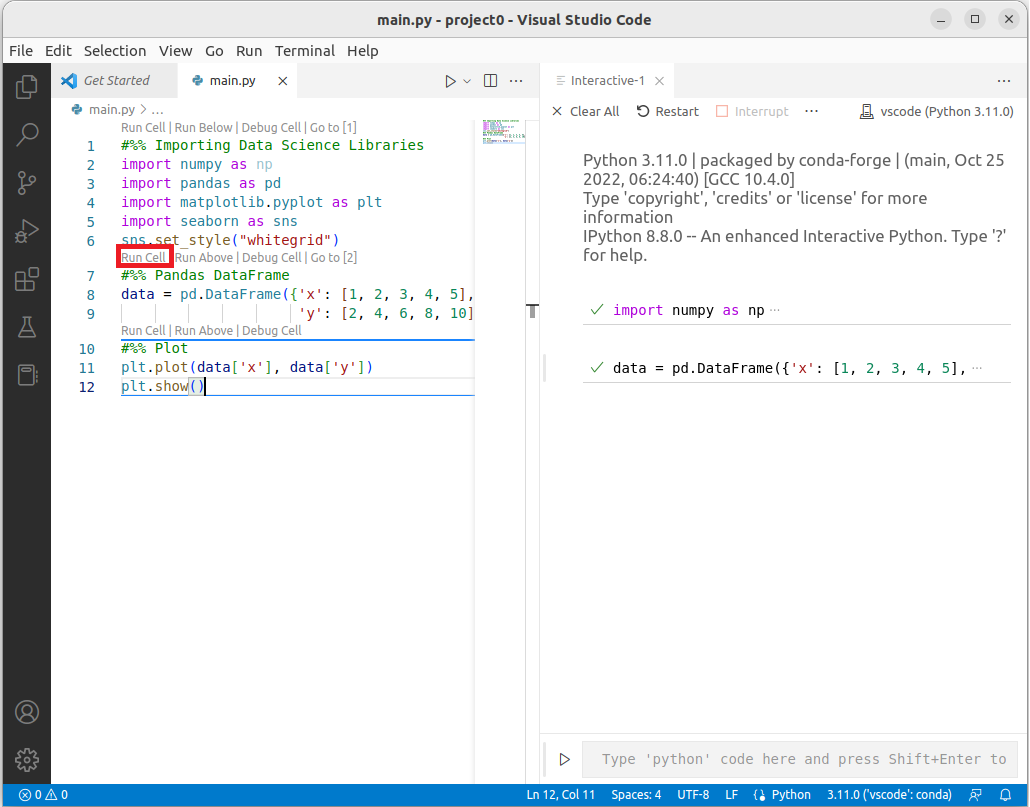 main.py - project0 - Visual Studio Code
File Edit Selection View Go Run Terminal Help
Get Started
main.py
main.py > ...
Run Cell | Run Below | Debug Cell | Go to [1]
1 #%% Importing Data Science Libraries
2 import numpy as np
3 import pandas as pd
4 import matplotlib.pyplot as plt
5 import seaborn as sns
6 sns.set_style("whitegrid")
Run Cell | Run Above | Debug Cell | Go to [2]
7 #%% Pandas DataFrame
8 data = pd.DataFrame({'x': [1, 2, 3, 4, 5],
9 'y': [2, 4, 6, 8, 10]
Run Cell | Run Above | Debug Cell
10 #%% Plot
11 plt.plot(data['x'], data['y'])
12 plt.show()
Interactive-1
Clear All Restart Interrupt ... vscode (Python 3.11.0)
Python 3.11.0 | packaged by conda-forge | (main, Oct 25
2022, 06:24:40) [GCC 10.4.0]
Type 'copyright', 'credits' or 'license' for more
information
IPython 8.8.0 -- An enhanced Interactive Python. Type '?'
for help.
import numpy as np ...
data = pd.DataFrame({'x': [1, 2, 3, 4, 5], ...
Type 'python' code here and press Shift+Enter to
0 0 Ln 12, Col 11 Spaces: 4 UTF-8 LF Python 3.11.0 ('vscode': conda)